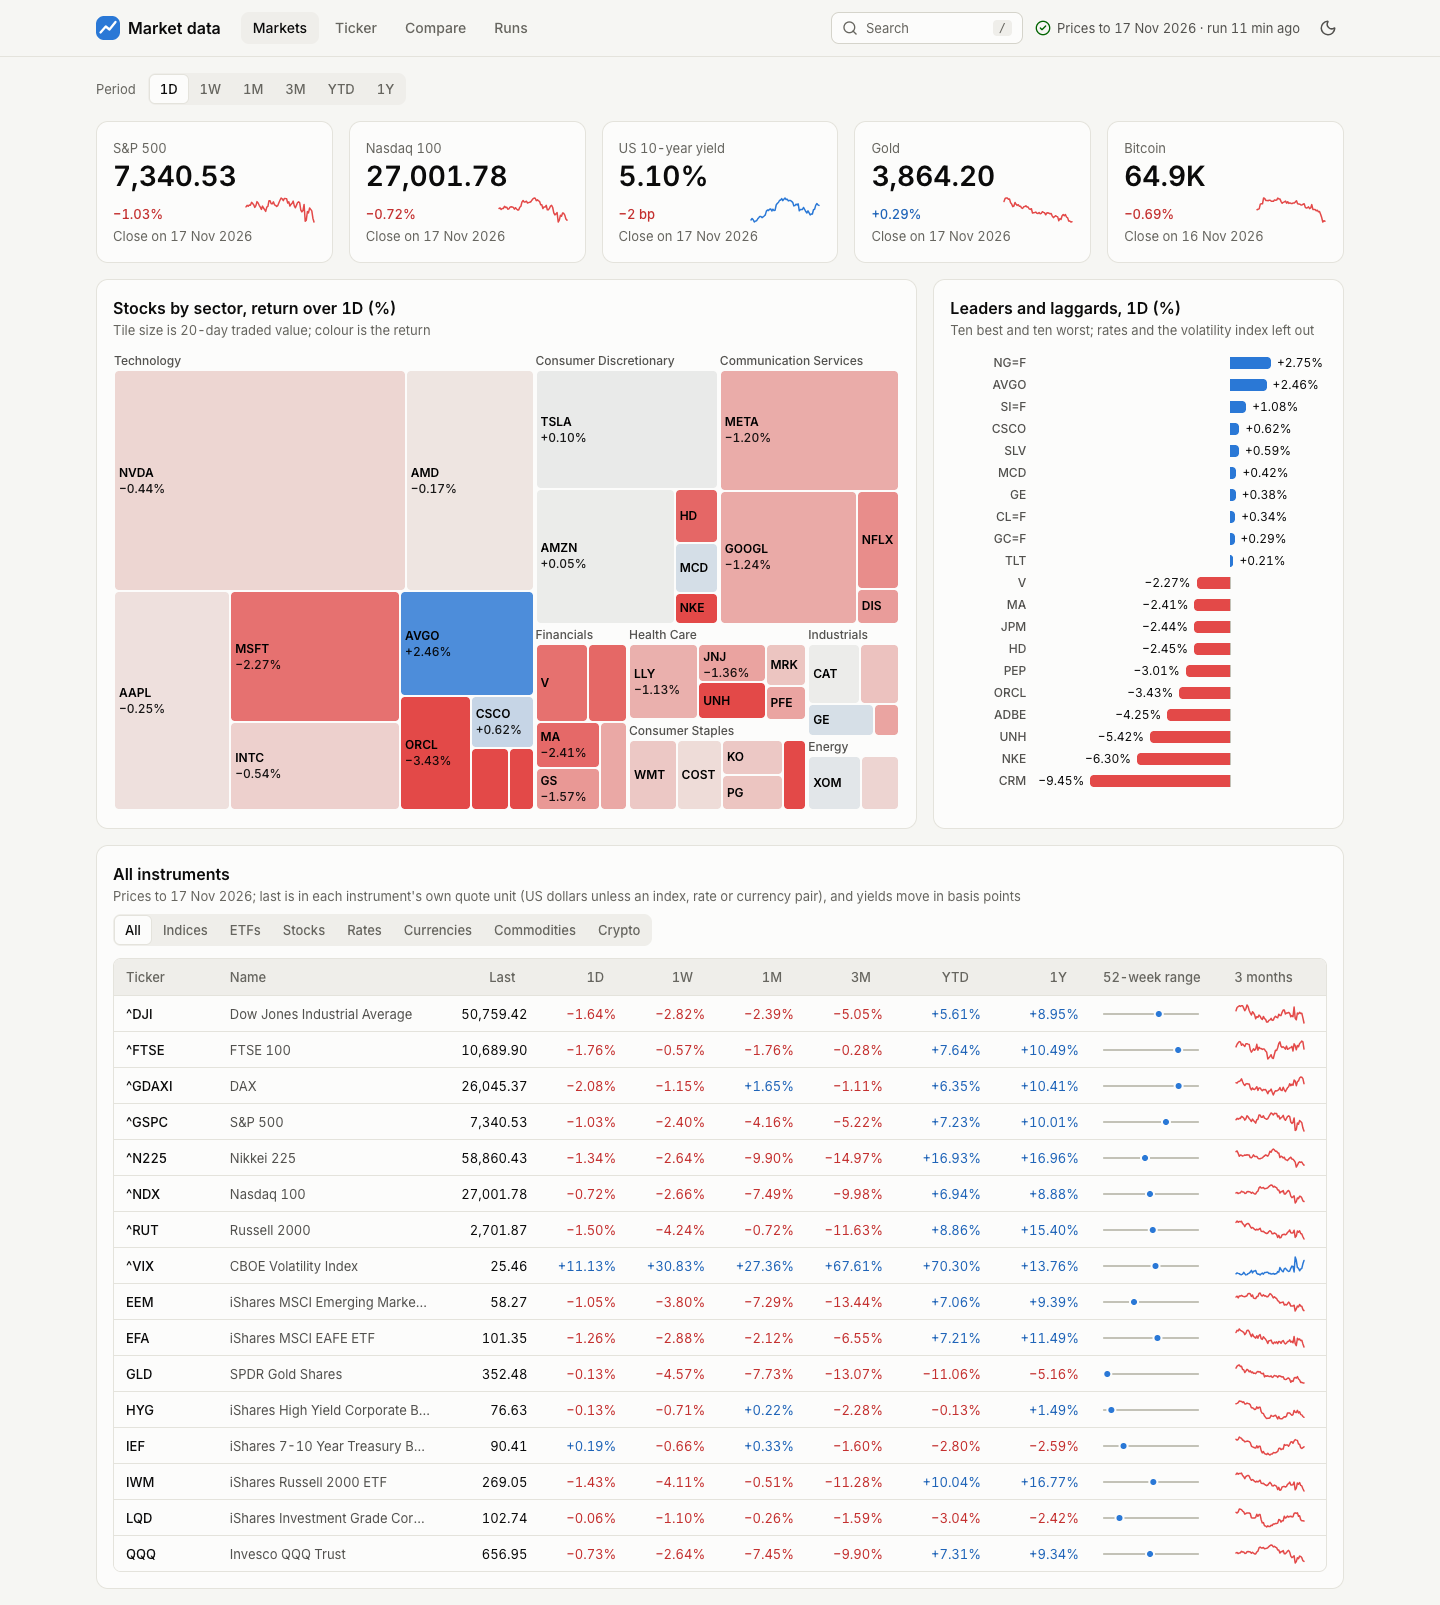 Market data
Markets Ticker Compare Runs
Search /
Prices to 17 Nov 2026 · run 11 min ago
Period 1D 1W 1M 3M YTD 1Y
S&P 500
7,340.53
−1.03%
Close on 17 Nov 2026
Nasdaq 100
27,001.78
−0.72%
Close on 17 Nov 2026
US 10-year yield
5.10%
−2 bp
Close on 17 Nov 2026
Gold
3,864.20
+0.29%
Close on 17 Nov 2026
Bitcoin
64.9K
−0.69%
Close on 16 Nov 2026
Stocks by sector, return over 1D (%)
Tile size is 20-day traded value; colour is the return
Technology
NVDA
−0.44%
AMD
−0.17%
AAPL
−0.25%
MSFT
−2.27%
INTC
−0.54%
AVGO
+2.46%
ORCL
−3.43%
CSCO
+0.62%
Consumer Discretionary
TSLA
+0.10%
AMZN
+0.05%
HD
MCD
NKE
Communication Services
META
−1.20%
GOOGL
−1.24%
NFLX
DIS
Financials
V
MA
−2.41%
GS
−1.57%
Health Care
LLY
−1.13%
JNJ
−1.36%
UNH
MRK
PFE
Consumer Staples
WMT
COST
KO
PG
Industrials
CAT
GE
Energy
XOM
Leaders and laggards, 1D (%)
Ten best and ten worst; rates and the volatility index left out
NG=F +2.75%
AVGO +2.46%
SI=F +1.08%
CSCO +0.62%
SLV +0.59%
MCD +0.42%
GE +0.38%
CL=F +0.34%
GC=F +0.29%
TLT +0.21%
V −2.27%
MA −2.41%
JPM −2.44%
HD −2.45%
PEP −3.01%
ORCL −3.43%
ADBE −4.25%
UNH −5.42%
NKE −6.30%
CRM −9.45%
All instruments
Prices to 17 Nov 2026; last is in each instrument's own quote unit (US dollars unless an index, rate or currency pair), and yields move in basis points
All Indices ETFs Stocks Rates Currencies Commodities Crypto
Ticker Name Last 1D 1W 1M 3M YTD 1Y 52-week range 3 months
^DJI Dow Jones Industrial Average 50,759.42 −1.64% −2.82% −2.39% −5.05% +5.61% +8.95%
^FTSE FTSE 100 10,689.90 −1.76% −0.57% −1.76% −0.28% +7.64% +10.49%
^GDAXI DAX 26,045.37 −2.08% −1.15% +1.65% −1.11% +6.35% +10.41%
^GSPC S&P 500 7,340.53 −1.03% −2.40% −4.16% −5.22% +7.23% +10.01%
^N225 Nikkei 225 58,860.43 −1.34% −2.64% −9.90% −14.97% +16.93% +16.96%
^NDX Nasdaq 100 27,001.78 −0.72% −2.66% −7.49% −9.98% +6.94% +8.88%
^RUT Russell 2000 2,701.87 −1.50% −4.24% −0.72% −11.63% +8.86% +15.40%
^VIX CBOE Volatility Index 25.46 +11.13% +30.83% +27.36% +67.61% +70.30% +13.76%
EEM iShares MSCI Emerging Marke... 58.27 −1.05% −3.80% −7.29% −13.44% +7.06% +9.39%
EFA iShares MSCI EAFE ETF 101.35 −1.26% −2.88% −2.12% −6.55% +7.21% +11.49%
GLD SPDR Gold Shares 352.48 −0.13% −4.57% −7.73% −13.07% −11.06% −5.16%
HYG iShares High Yield Corporate B... 76.63 −0.13% −0.71% +0.22% −2.28% −0.13% +1.49%
IEF iShares 7-10 Year Treasury B... 90.41 +0.19% −0.66% +0.33% −1.60% −2.80% −2.59%
IWM iShares Russell 2000 ETF 269.05 −1.43% −4.11% −0.51% −11.28% +10.04% +16.77%
LQD iShares Investment Grade Cor... 102.74 −0.06% −1.10% −0.26% −1.59% −3.04% −2.42%
QQQ Invesco QQQ Trust 656.95 −0.73% −2.64% −7.45% −9.90% +7.31% +9.34%